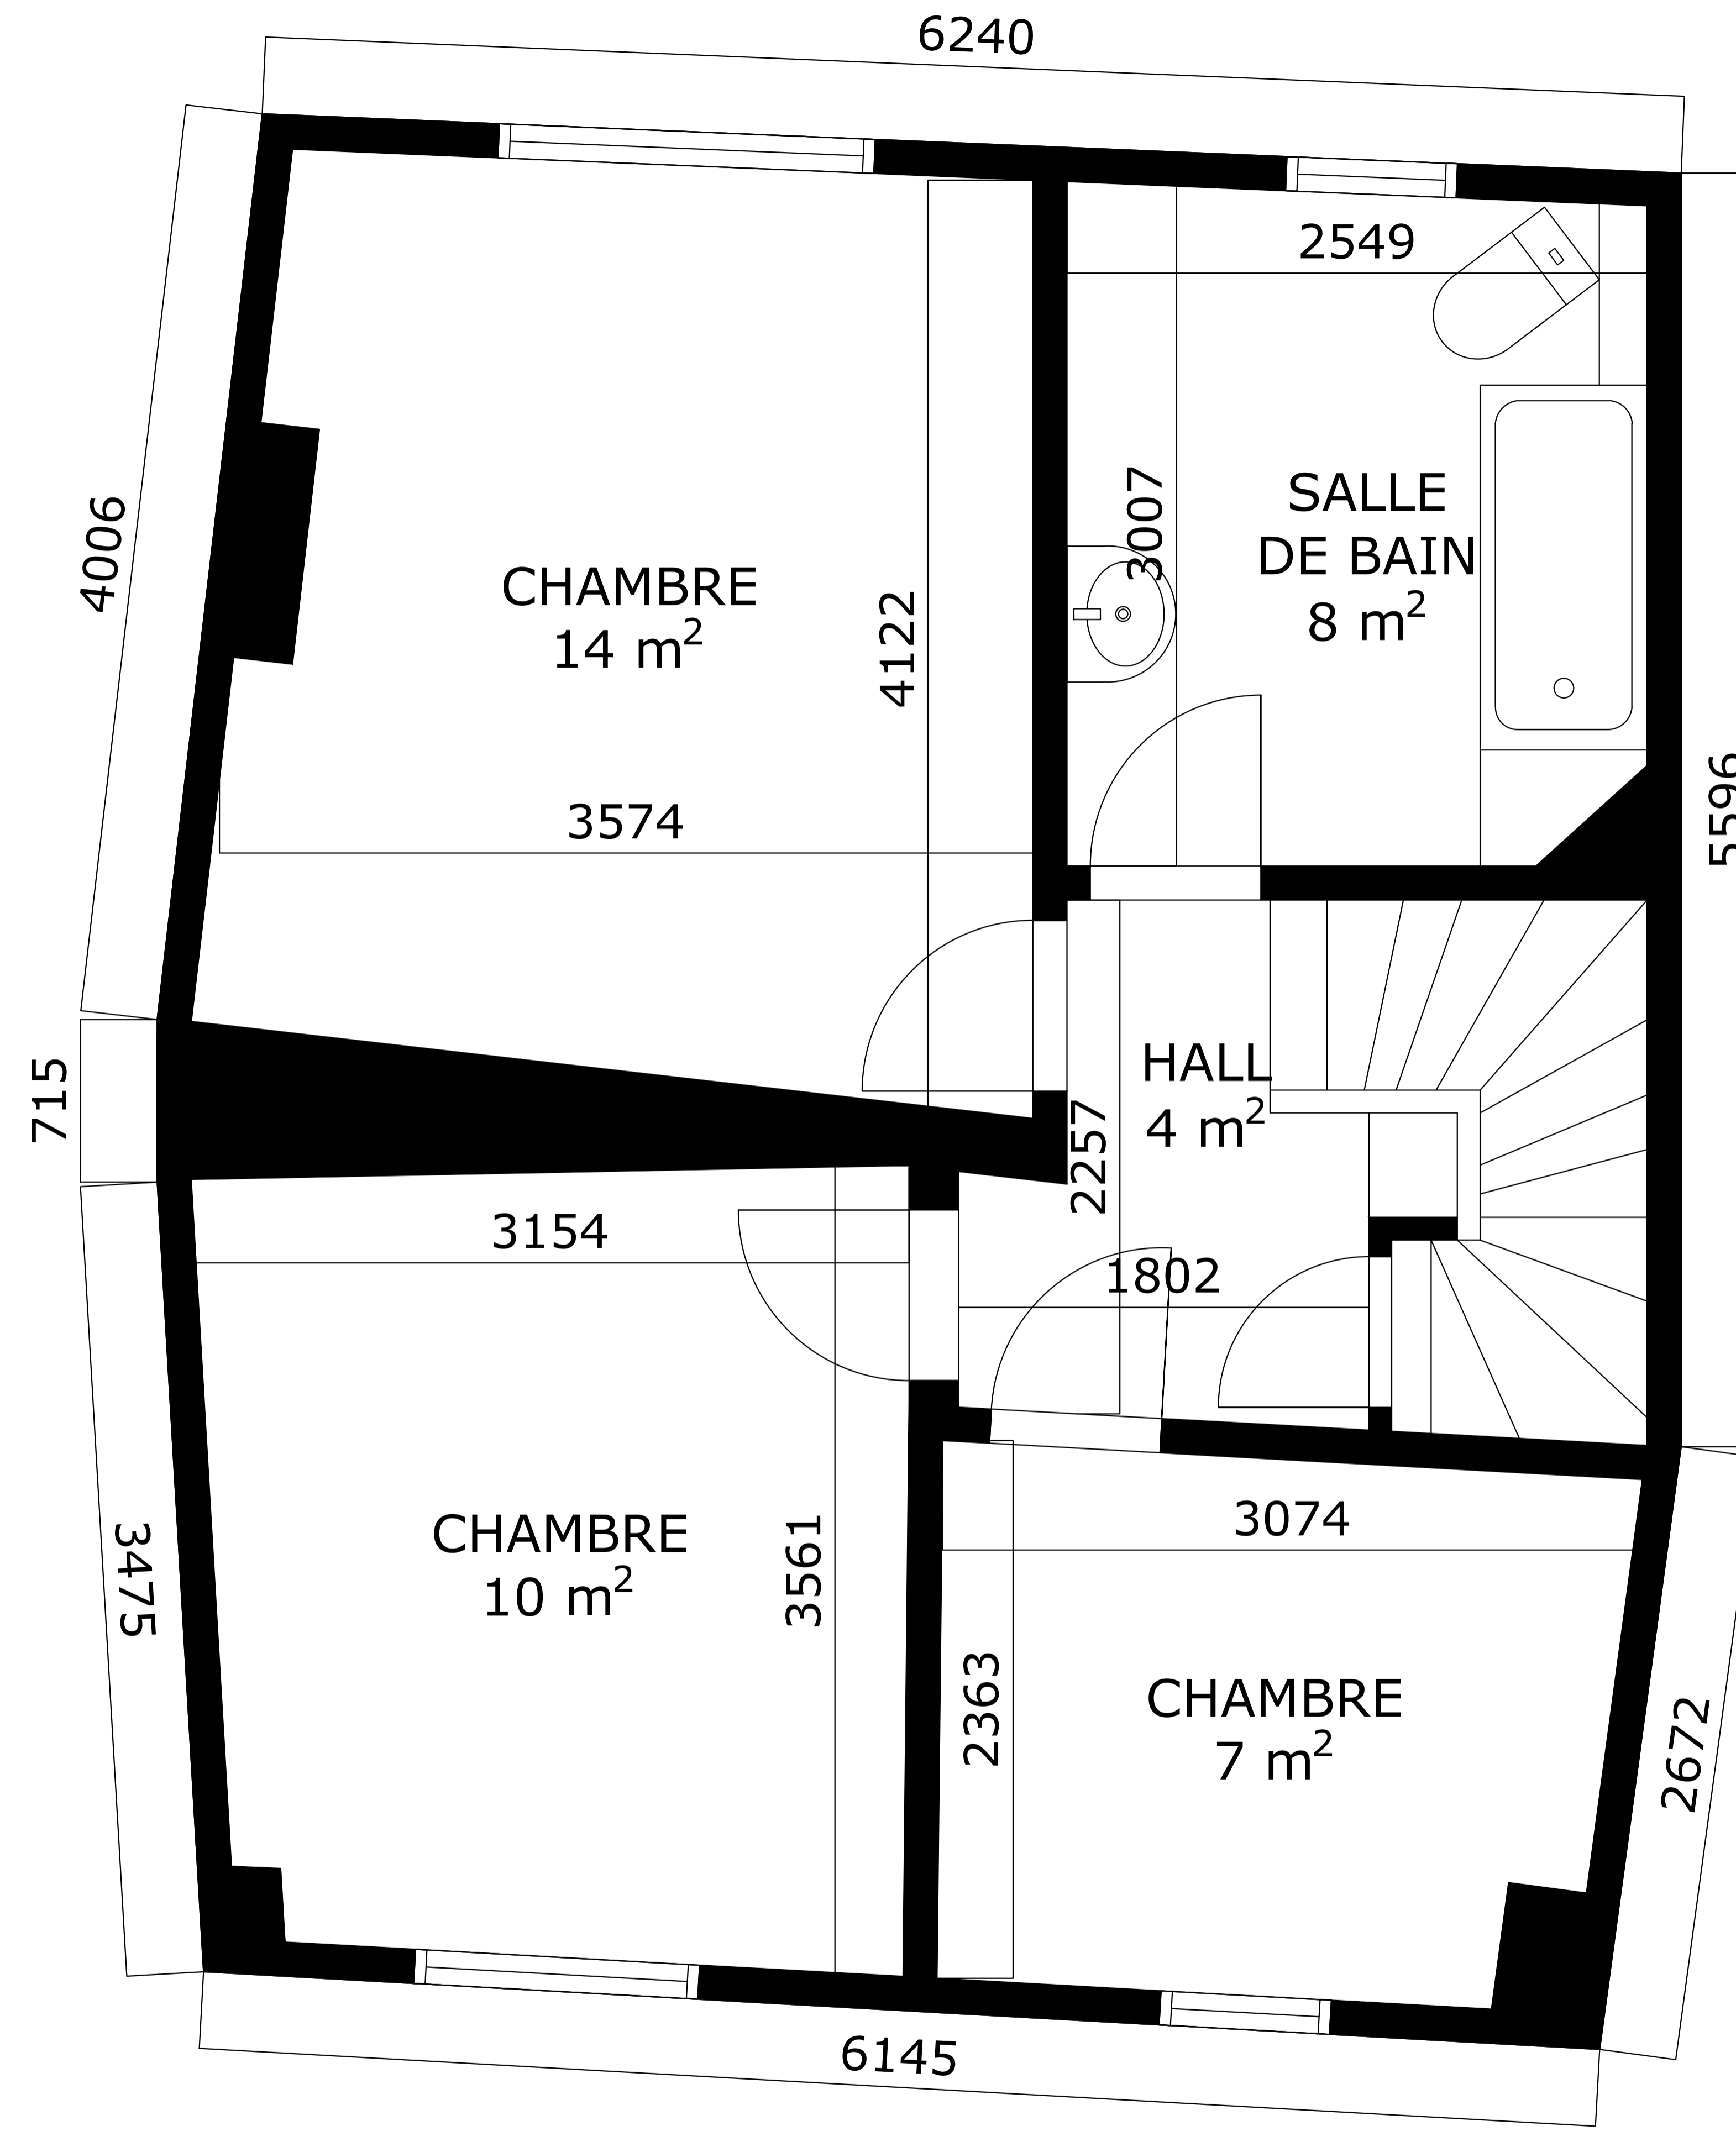 6240
2549
4006
SALLE
DE BAIN
8 m²
3007
CHAMBRE
14 m²
4122
3574
5596
HALL
4 m²
715
2257
3154
1802
3074
CHAMBRE
10 m²
3561
3475
2363
CHAMBRE
7 m²
2672
6145